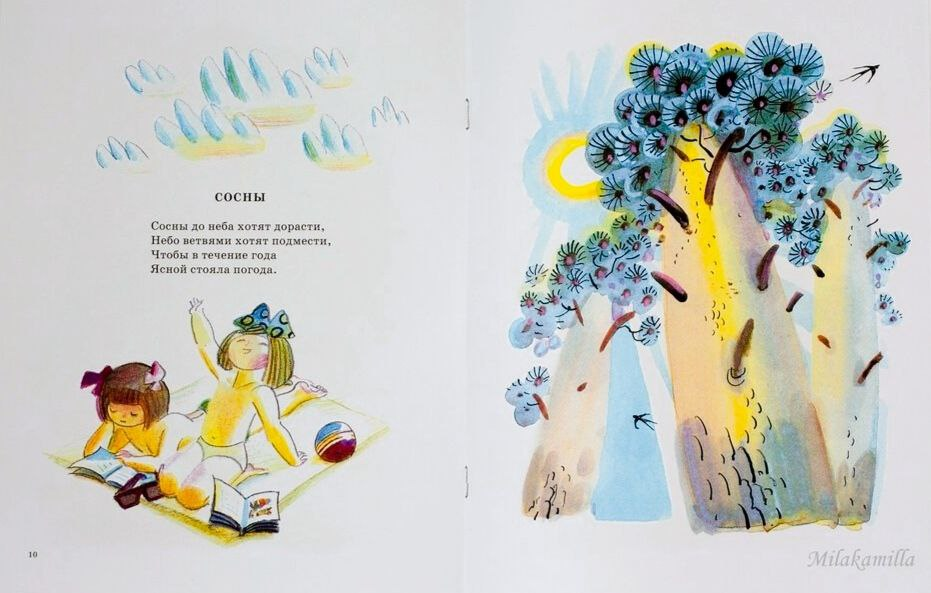 СОСНЫ
Сосны до неба хотят дорасти,
Небо ветвями хотят подмести,
Чтобы в течение года
Ясной стояла погода.
10
Milakamilla